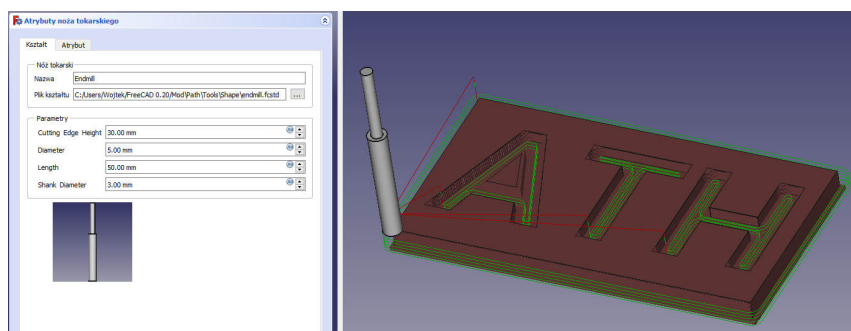 Atrybuty noża tokarskiego
Kształt Atrybut
Nóż tokarski
Nazwa Endmill
Plik kształtu C:/Users/Wojtek/FreeCAD 0.20/Mod\Path\Tools\Shape\endmill.fcstd ...
Parametry
Cutting Edge Height 30.00 mm
Diameter 5.00 mm
Length 50.00 mm
Shank Diameter 3.00 mm
ATH